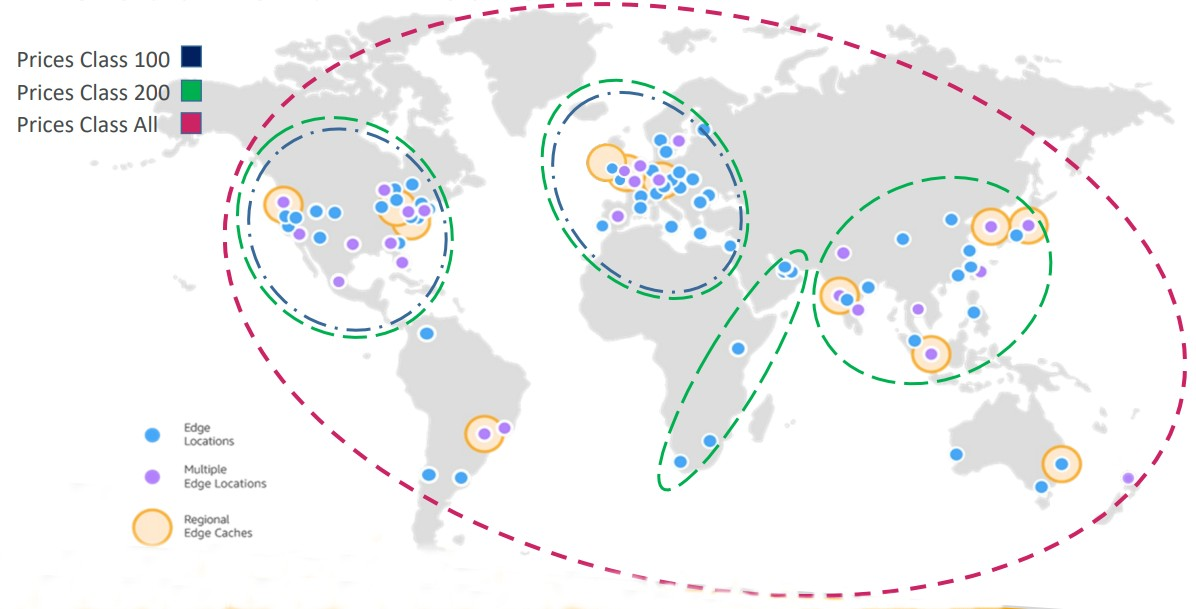 Prices Class 100
Prices Class 200
Prices Class All
Edge
Locations
Multiple
Edge Locations
Regional
Edge Caches